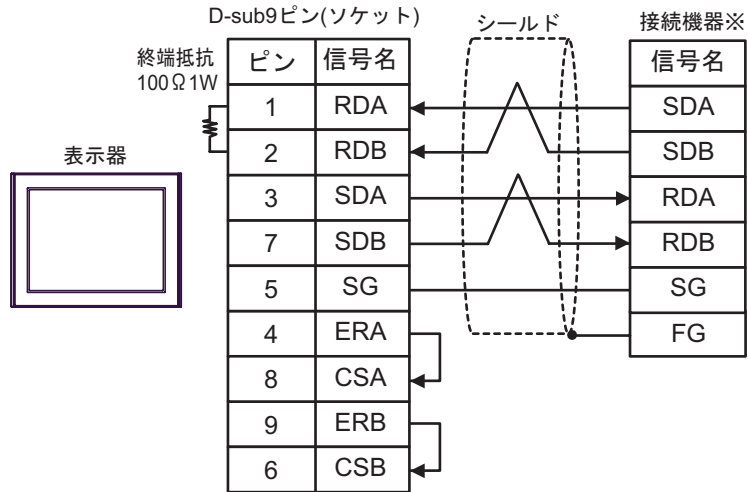 D-sub9ピン(ソケット)
シールド
接続機器※
終端抵抗
100Ω1W
ピン 信号名
信号名
1 RDA
SDA
2 RDB
SDB
表示器
3 SDA
RDA
7 SDB
RDB
5 SG
SG
4 ERA
FG
8 CSA
9 ERB
6 CSB